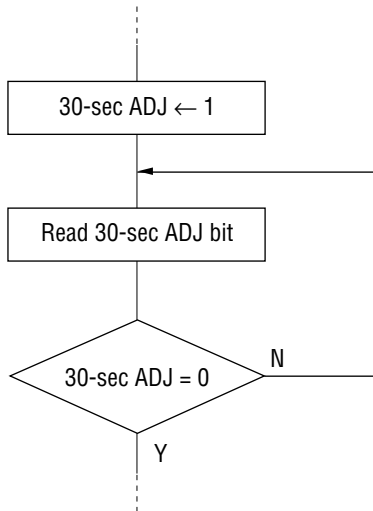 30-sec ADJ ← 1
Read 30-sec ADJ bit
30-sec ADJ = 0
N
Y